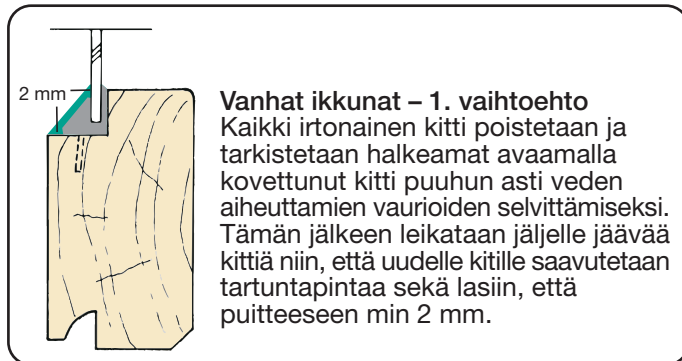 2 mm
Vanhat ikkunat – 1. vaihtoehto
Kaikki irtonainen kitti poistetaan ja
tarkistetaan halkeamat avaamalla
kovettunut kitti puuhun asti veden
aiheuttamien vaurioiden selvittämiseksi.
Tämän jälkeen leikataan jäljelle jäävää
kittiä niin, että uudelle kitille saavutetaan
tartuntapintaa sekä lasiin, että
puitteeseen min 2 mm.